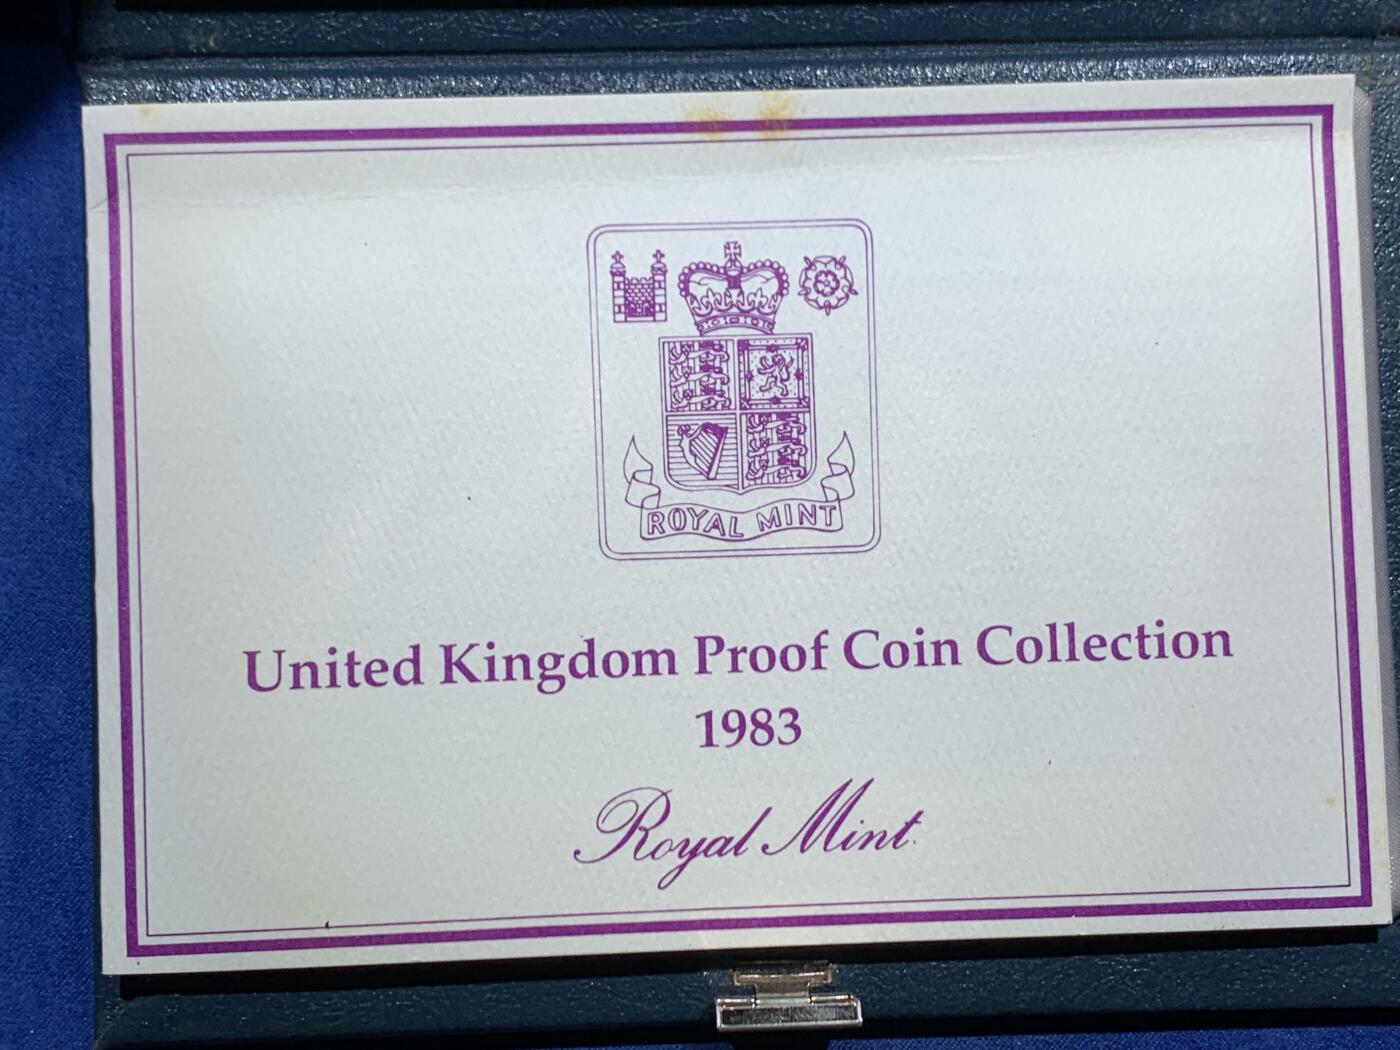 ROYAL MINT
United Kingdom Proof Coin Collection
1983
Royal Mint